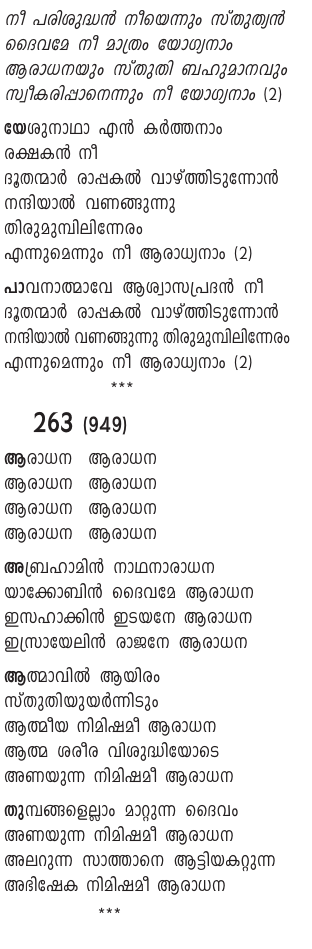 നീ പരിശുദ്ധൻ നീയെന്നും സ്തുത്യൻ
ദൈവമേ നീ മാത്രം യോഗ്യനാം
ആരാധനയും സ്തുതി ബഹുമാനവും
സ്വീകരിപ്പാനെന്നും നീ യോഗ്യനാം (2)
യേശുനാഥാ എൻ കർത്തനാം
രക്ഷകൻ നീ
ദൂതന്മാർ രാപ്പകൽ വാഴ്ത്തിടുന്നോൻ
നന്ദിയാൽ വണങ്ങുന്നു
തിരുമുമ്പിലിന്നേരം
എന്നുമെന്നും നീ ആരാധ്യനാം (2)
പാവനാത്മാവേ ആശ്വാസപ്രദൻ നീ
ദൂതന്മാർ രാപ്പകൽ വാഴ്ത്തിടുന്നോൻ
നന്ദിയാൽ വണങ്ങുന്നു തിരുമുമ്പിലിന്നേരം
എന്നുമെന്നും നീ ആരാധ്യനാം (2)
***
263 (949)
ആരാധന ആരാധന
ആരാധന ആരാധന
ആരാധന ആരാധന
ആരാധന ആരാധന
അബ്രഹാമിൻ നാഥനാരാധന
യാക്കോബിൻ ദൈവമേ ആരാധന
ഇസഹാക്കിൻ ഇടയനേ ആരാധന
ഇസ്രായേലിൻ രാജനേ ആരാധന
ആത്മാവിൽ ആയിരം
സ്തുതിയുയർന്നിടും
ആത്മീയ നിമിഷമീ ആരാധന
ആത്മ ശരീര വിശുദ്ധിയോടെ
അണയുന്ന നിമിഷമീ ആരാധന
തുമ്പങ്ങളെല്ലാം മാറ്റുന്ന ദൈവം
അണയുന്ന നിമിഷമീ ആരാധന
അലറുന്ന സാത്താനെ ആട്ടിയകറ്റുന്ന
അഭിഷേക നിമിഷമീ ആരാധന
***